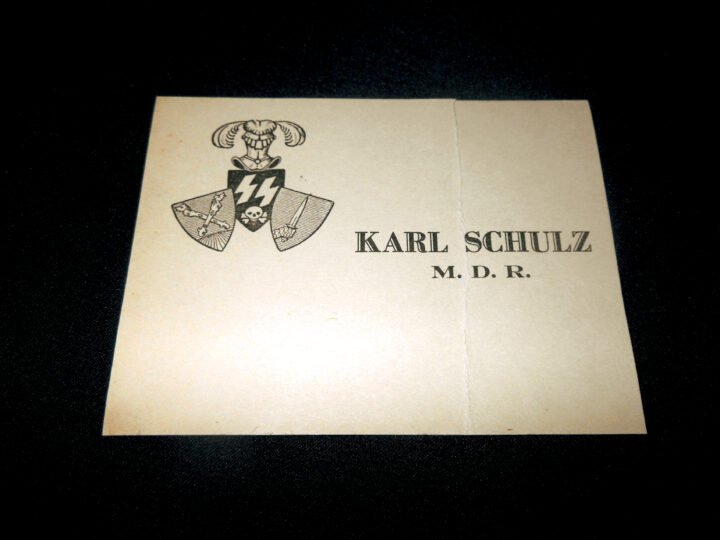 KARL SCHULZ
M. D. R.